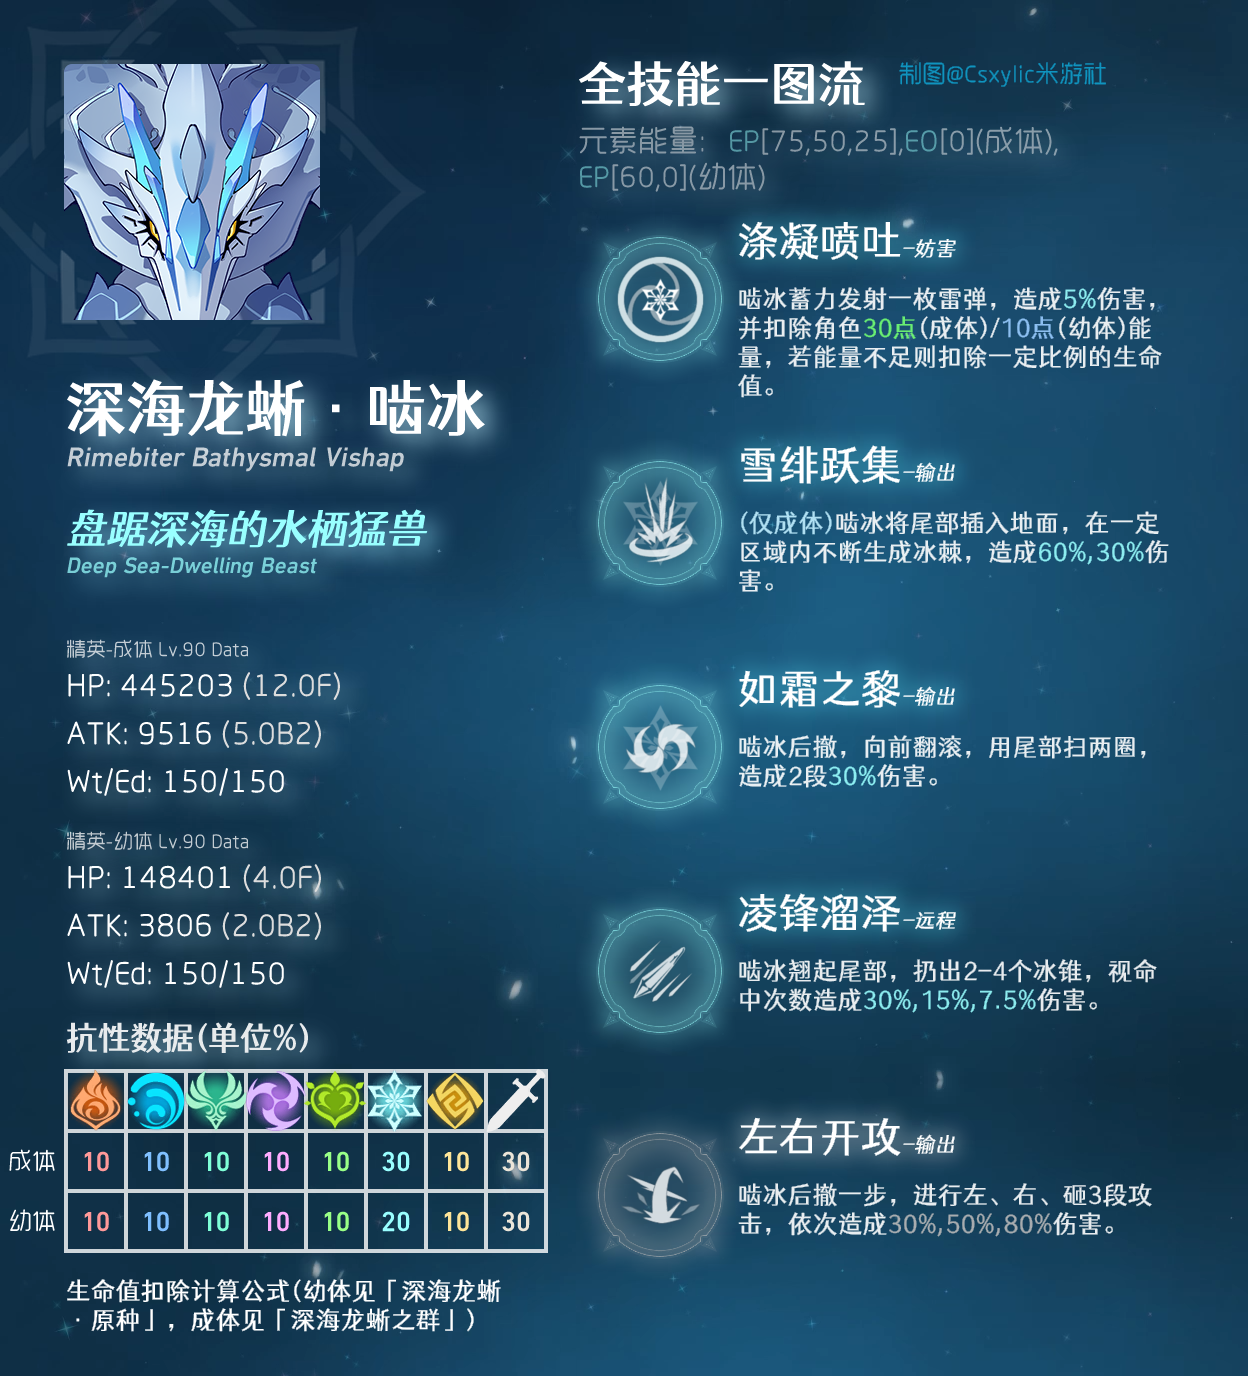 全技能一图流
制图@Csxylic米游社
元素能量： EP[75,50,25],EO[0](成体),
EP[60,0](幼体)
深海龙蜥·啮冰
Rimebiter Bathysmal Vishap
盘踞深海的水栖猛兽
Deep Sea-Dwelling Beast
精英-成体 Lv.90 Data
HP: 445203 (12.0F)
ATK: 9516 (5.0B2)
Wt/Ed: 150/150
精英-幼体 Lv.90 Data
HP: 148401 (4.0F)
ATK: 3806 (2.0B2)
Wt/Ed: 150/150
抗性数据(单位%)
成体 10 10 10 10 10 30 10 30
幼体 10 10 10 10 10 20 10 30
生命值扣除计算公式(幼体见「深海龙蜥
·原种」，成体见「深海龙蜥之群」)
涤凝喷吐-妨害
啮冰蓄力发射一枚雷弹，造成5%伤害，
并扣除角色30点(成体)/10点(幼体)能
量，若能量不足则扣除一定比例的生命
值。
雪绯跃集-输出
(仅成体)啮冰将尾部插入地面，在一定
区域内不断生成冰棘，造成60%,30%伤
害。
如霜之黎-输出
啮冰后撤，向前翻滚，用尾部扫两圈，
造成2段30%伤害。
凌锋溜泽-远程
啮冰翘起尾部，扔出2-4个冰锥，视命
中次数造成30%,15%,7.5%伤害。
左右开攻-输出
啮冰后撤一步，进行左、右、砸3段攻
击，依次造成30%,50%,80%伤害。